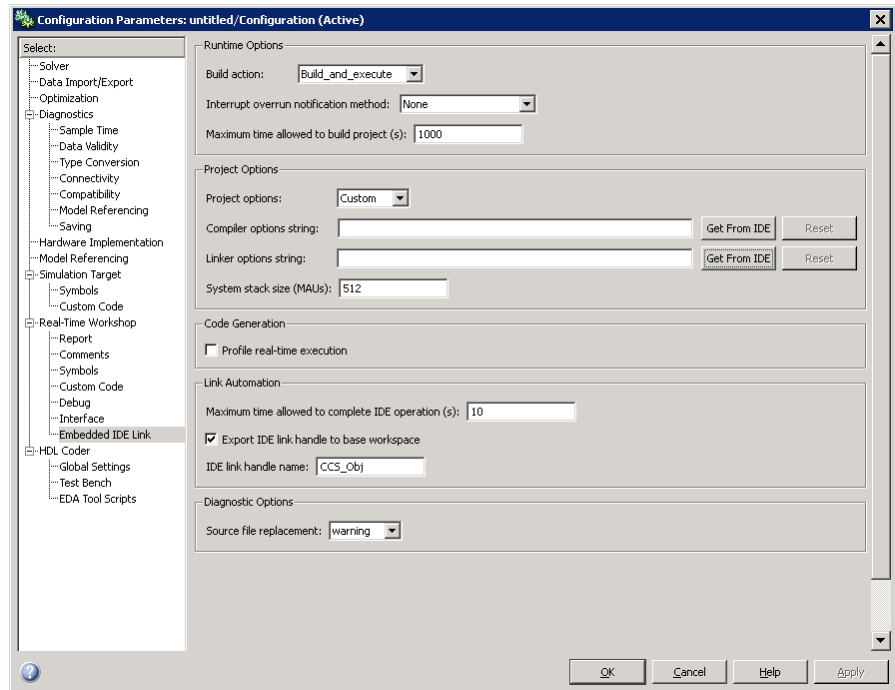 Configuration Parameters: untitled/Configuration (Active)
Select:
Solver
Data Import/Export
Optimization
Diagnostics
Sample Time
Data Validity
Type Conversion
Connectivity
Compatibility
Model Referencing
Saving
Hardware Implementation
Model Referencing
Simulation Target
Symbols
Custom Code
Real-Time Workshop
Report
Comments
Symbols
Custom Code
Debug
Interface
Embedded IDE Link
HDL Coder
Global Settings
Test Bench
EDA Tool Scripts
Runtime Options
Build action: Build_and_execute
Interrupt overrun notification method: None
Maximum time allowed to build project (s): 1000
Project Options
Project options: Custom
Compiler options string: Get From IDE Reset
Linker options string: Get From IDE Reset
System stack size (MAUs): 512
Code Generation
Profile real-time execution
Link Automation
Maximum time allowed to complete IDE operation (s): 10
Export IDE link handle to base workspace
IDE link handle name: CCS_Obj
Diagnostic Options
Source file replacement: warning
OK Cancel Help Apply